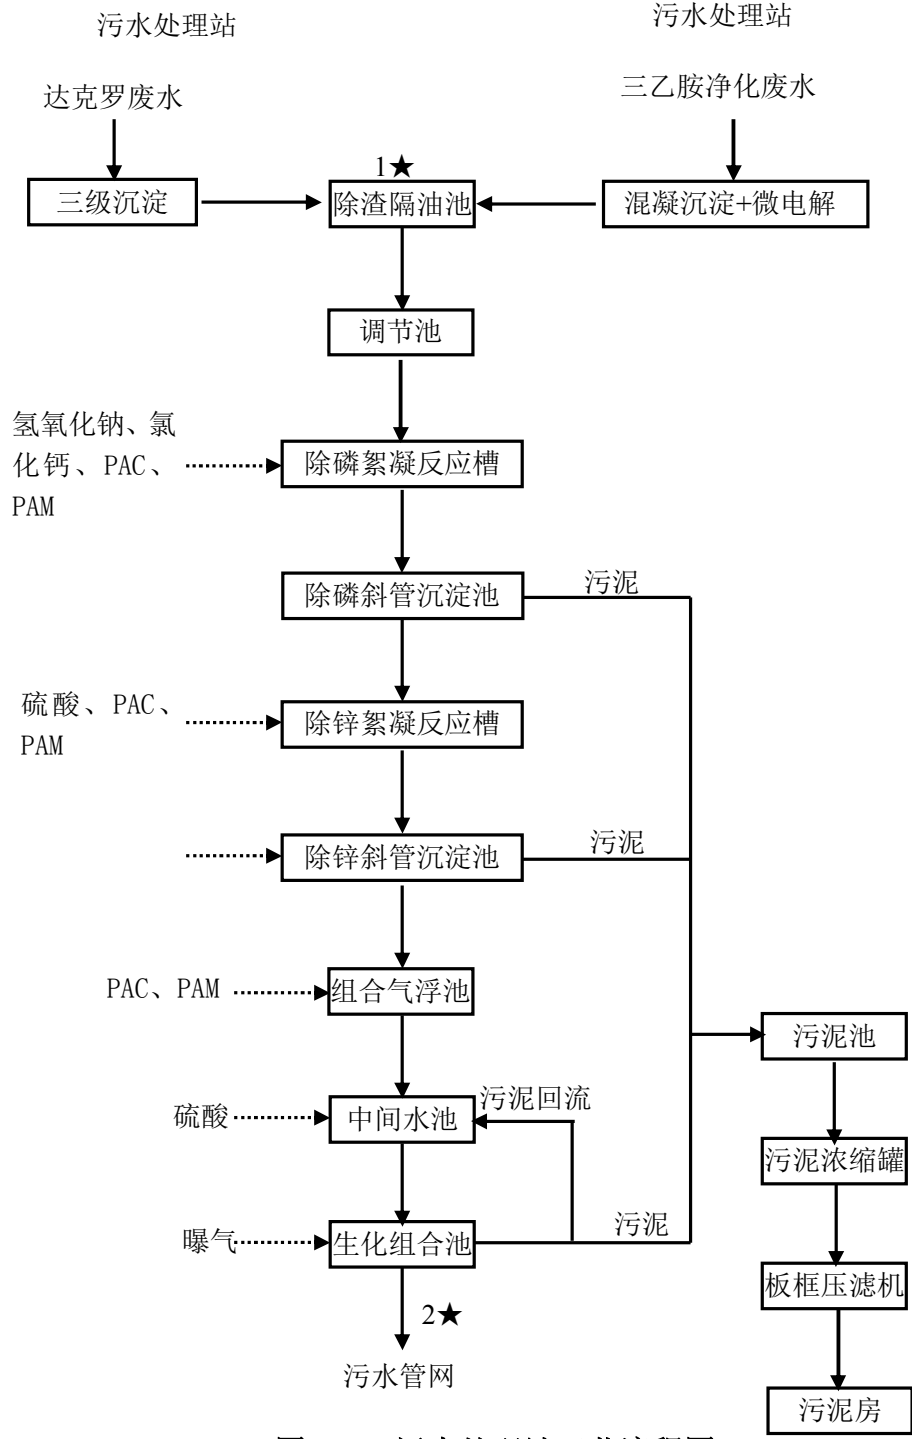 污水处理站
污水处理站
达克罗废水
三乙胺净化废水
1★
三级沉淀
除渣隔油池
混凝沉淀+微电解
调节池
氢氧化钠、氯
化钙、PAC、
PAM
除磷絮凝反应槽
除磷斜管沉淀池
污泥
硫酸、PAC、
PAM
除锌絮凝反应槽
除锌斜管沉淀池
污泥
PAC、PAM
组合气浮池
污泥池
硫酸
中间水池
污泥回流
污泥浓缩罐
曝气
生化组合池
污泥
板框压滤机
2★
污水管网
污泥房